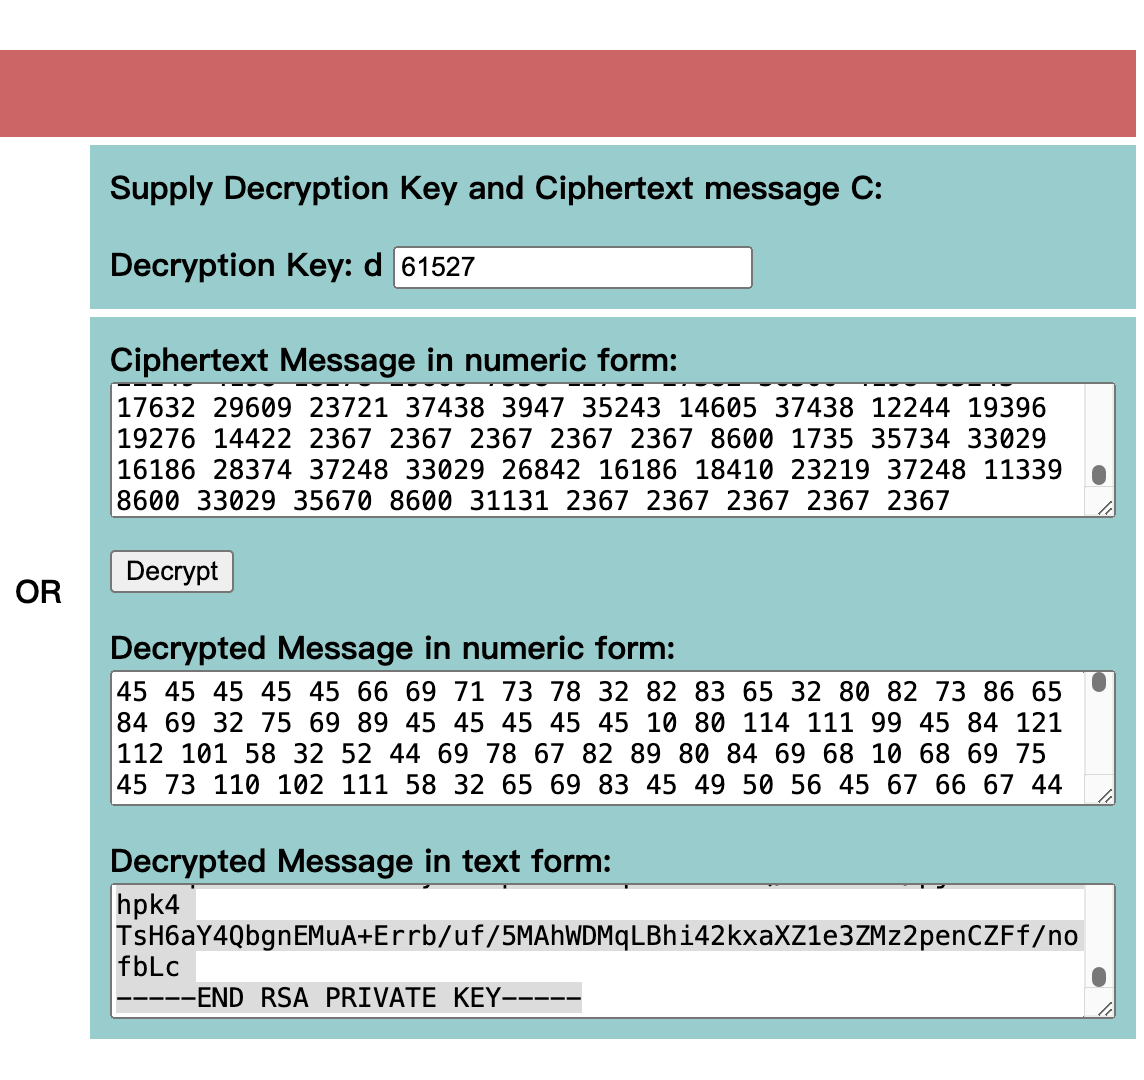 Supply Decryption Key and Ciphertext message C:
Decryption Key: d 61527
Ciphertext Message in numeric form:
17632 29609 23721 37438 3947 35243 14605 37438 12244 19396
19276 14422 2367 2367 2367 2367 2367 8600 1735 35734 33029
16186 28374 37248 33029 26842 16186 18410 23219 37248 11339
8600 33029 35670 8600 31131 2367 2367 2367 2367 2367
Decrypt
OR
Decrypted Message in numeric form:
45 45 45 45 45 66 69 71 73 78 32 82 83 65 32 80 82 73 86 65
84 69 32 75 69 89 45 45 45 45 45 10 80 114 111 99 45 84 121
112 101 58 32 52 44 69 78 67 82 89 80 84 69 68 10 68 69 75
45 73 110 102 111 58 32 65 69 83 45 49 50 56 45 67 66 67 44
Decrypted Message in text form:
hpk4
TsH6aY4QbgnEMuA+Errb/uf/5MAhWDMqLBhi42kxaXZ1e3ZMz2penCZFf/no
fbLc
-----END RSA PRIVATE KEY-----